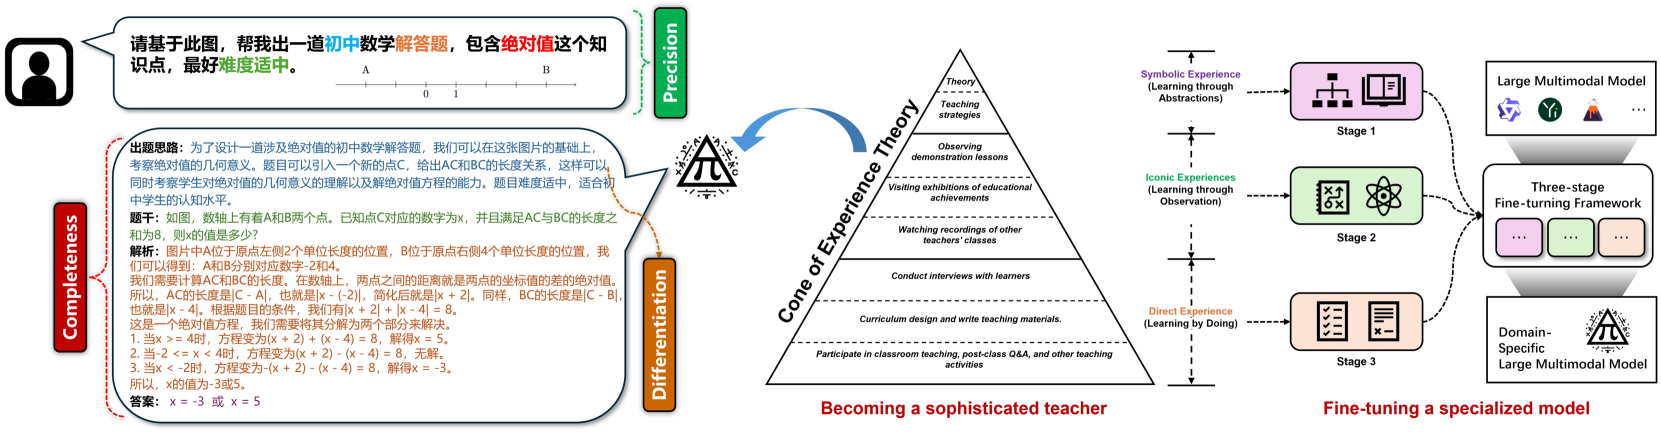 请基于此图，帮我出一道初中数学解答题，包含绝对值这个知
识点，最好难度适中。
A
B
0
1
Precision
出题思路：为了设计一道涉及绝对值的初中数学解答题，我们可以在这张图片的基础上，
考察绝对值的几何意义。题目可以引入一个新的点C，给出AC和BC的长度关系，这样可以
同时考察学生对绝对值的几何意义的理解以及解绝对值方程的能力。题目难度适中，适合初
中学生的认知水平。
题干：如图，数轴上有着A和B两个点。已知点C对应的数字为x，并且满足AC与BC的长度之
和为8，则x的值是多少？
解析：图片中A位于原点左侧2个单位长度的位置，B位于原点右侧4个单位长度的位置，我
们可以得到：A和B分别对应数字-2和4。
我们需要计算AC和BC的长度。在数轴上，两点之间的距离就是两点的坐标值的差的绝对值。
所以，AC的长度是|C - A|，也就是|x - (-2)|，简化后就是|x + 2|。同样，BC的长度是|C - B|，
也就是|x - 4|。根据题目的条件，我们有|x + 2| + |x - 4| = 8。
这是一个绝对值方程，我们需要将其分解为两个部分来解决。
1. 当x >= 4时，方程变为(x + 2) + (x - 4) = 8，解得x = 5。
2. 当-2 <= x < 4时，方程变为(x + 2) - (x - 4) = 8，无解。
3. 当x < -2时，方程变为-(x + 2) - (x - 4) = 8，解得x = -3。
所以，x的值为-3或5。
答案： x = -3 或 x = 5
Completeness
Differentiation
Cone of Experience Theory
Theory
Teaching
strategies
Observing
demonstration lessons
Visiting exhibitions of educational
achievements
Watching recordings of other
teachers' classes
Conduct interviews with learners
Curriculum design and write teaching materials.
Participate in classroom teaching, post-class Q&A, and other teaching
activities
Becoming a sophisticated teacher
Symbolic Experience
(Learning through
Abstractions)
Iconic Experiences
(Learning through
Observation)
Direct Experience
(Learning by Doing)
Stage 1
Stage 2
Stage 3
Large Multimodal Model
...
Three-stage
Fine-turning Framework
...
...
...
Domain-
Specific
Large Multimodal Model
Fine-tuning a specialized model